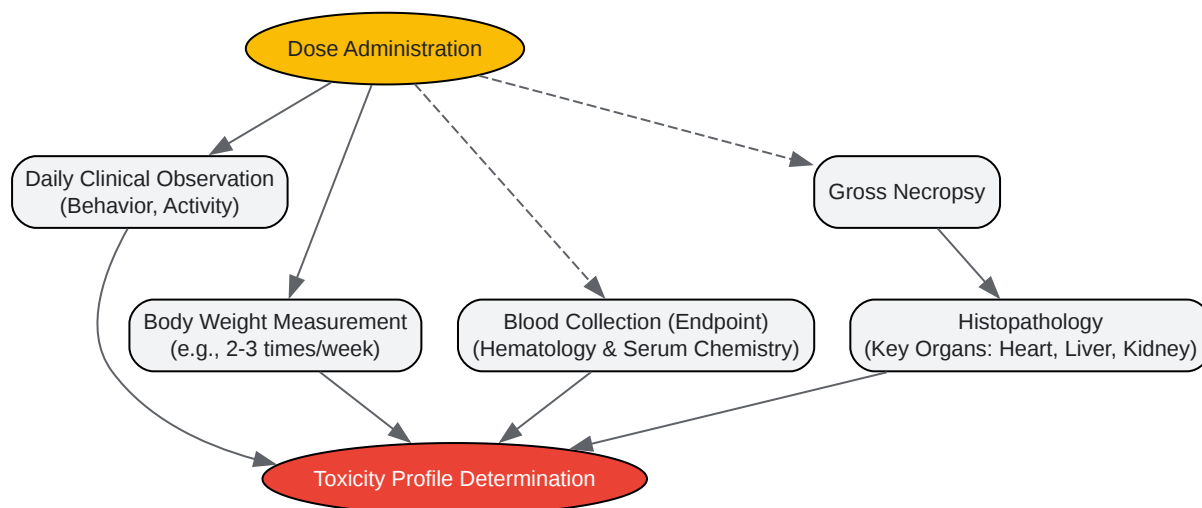 Dose Administration
Daily Clinical Observation
(Behavior, Activity)
Gross Necropsy
Body Weight Measurement
(e.g., 2-3 times/week)
Blood Collection (Endpoint)
(Hematology & Serum Chemistry)
Histopathology
(Key Organs: Heart, Liver, Kidney)
Toxicity Profile Determination